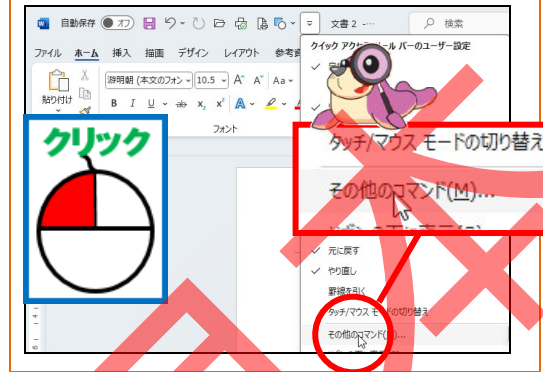 自動保存 オフ 文書 2 -… 検索
ファイル ホーム 挿入 描画 デザイン レイアウト
游明朝 (本文のフォン 10.5 A A Aa
貼り付け
B I U ab x₂ x² A
フォント
クイック アクセス ツール バーのユーザー設定
クリック
タッチ/マウス モードの切り替え
その他のコマンド(M)...
元に戻す
やり直し
罫線を引く
タッチ/マウス モードの切り替え
その他のコマンド(M)...